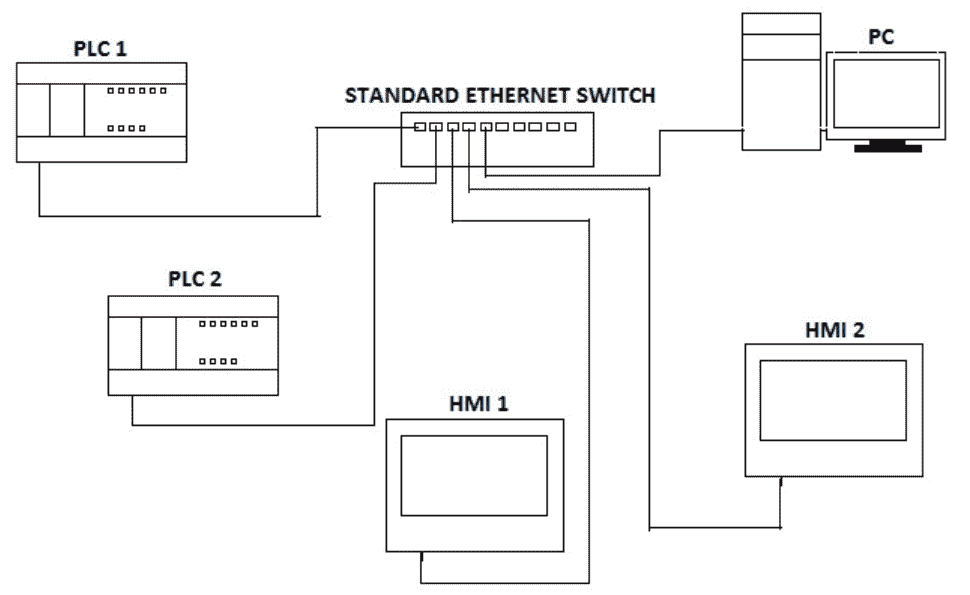 PLC 1
PC
STANDARD ETHERNET SWITCH
PLC 2
HMI 2
HMI 1